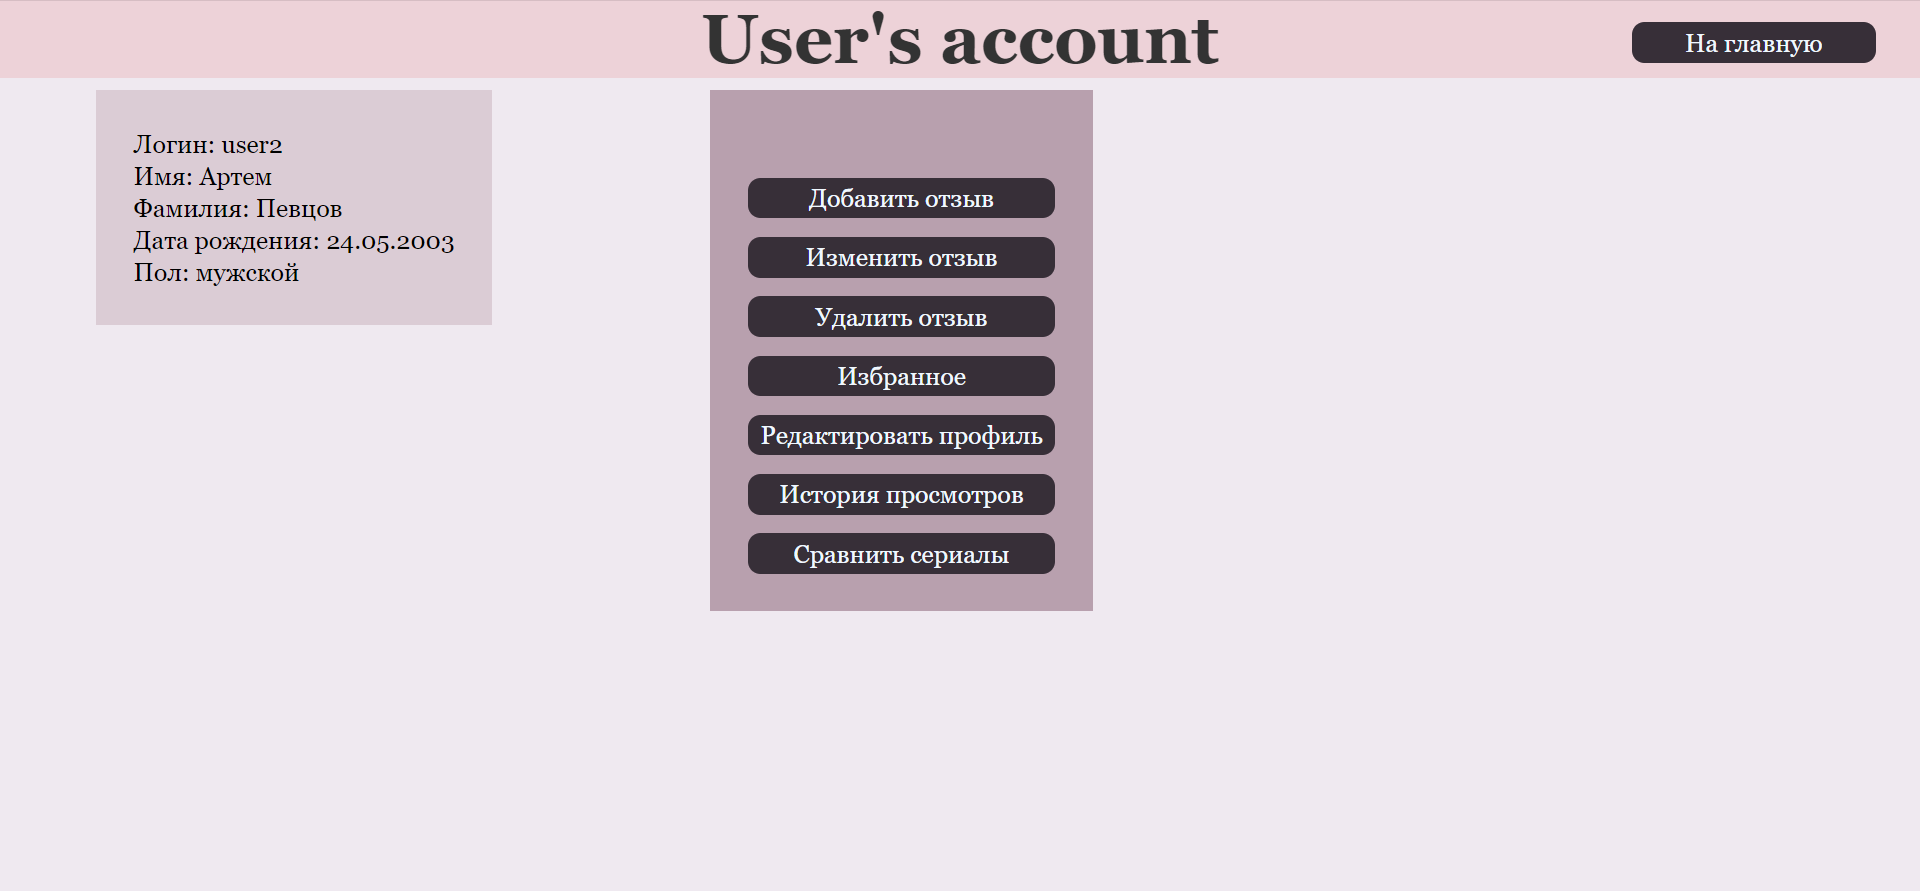 User's account
На главную
Логин: user2
Имя: Артем
Фамилия: Певцов
Дата рождения: 24.05.2003
Пол: мужской
Добавить отзыв
Изменить отзыв
Удалить отзыв
Избранное
Редактировать профиль
История просмотров
Сравнить сериалы